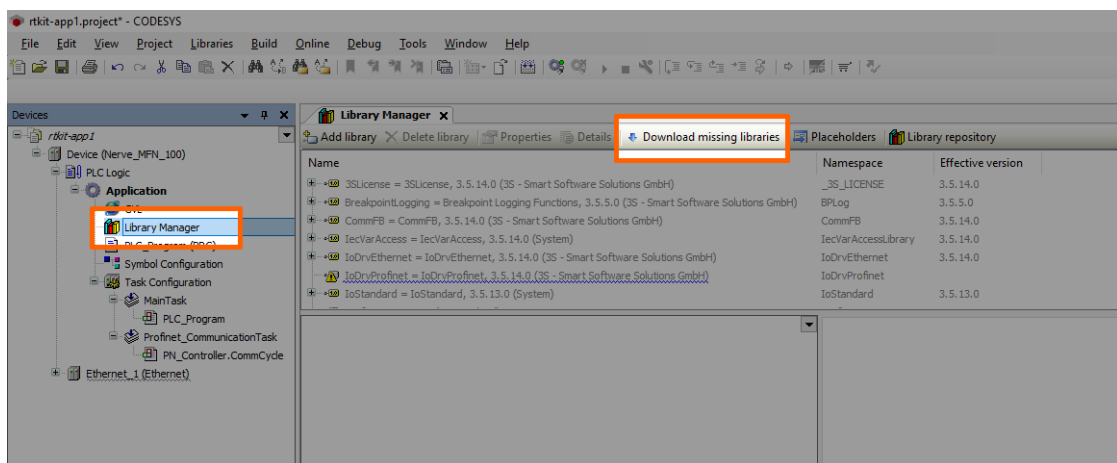 rtkit-app1.project* - CODESYS
File Edit View Project Libraries Build Online Debug Tools Window Help
Devices
Library Manager
rtkit-app1
Add library Delete library Properties Details Download missing libraries Placeholders Library repository
Device (Nerve_MFN_100)
PLC Logic
Application
GVL
Library Manager
PLC_Program (PRG)
Symbol Configuration
Task Configuration
MainTask
PLC_Program
Profinet_CommunicationTask
PN_Controller.CommCycle
Ethernet_1 (Ethernet)
Name Namespace Effective version
3SLicense = 3SLicense, 3.5.14.0 (3S - Smart Software Solutions GmbH) _3S_LICENSE 3.5.14.0
BreakpointLogging = Breakpoint Logging Functions, 3.5.5.0 (3S - Smart Software Solutions GmbH) BPLog 3.5.5.0
CommFB = CommFB, 3.5.14.0 (3S - Smart Software Solutions GmbH) CommFB 3.5.14.0
IecVarAccess = IecVarAccess, 3.5.14.0 (System) IecVarAccessLibrary 3.5.14.0
IoDrvEthernet = IoDrvEthernet, 3.5.14.0 (3S - Smart Software Solutions GmbH) IoDrvEthernet 3.5.14.0
IoDrvProfinet = IoDrvProfinet, 3.5.14.0 (3S - Smart Software Solutions GmbH) IoDrvProfinet
IoStandard = IoStandard, 3.5.13.0 (System) IoStandard 3.5.13.0